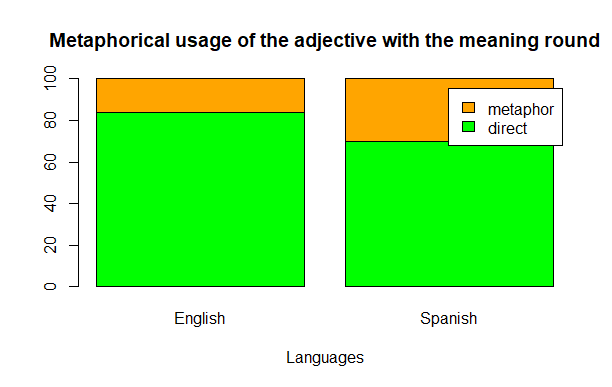 Metaphorical usage of the adjective with the meaning round
100
80
60
40
20
0
metaphor
direct
English
Spanish
Languages